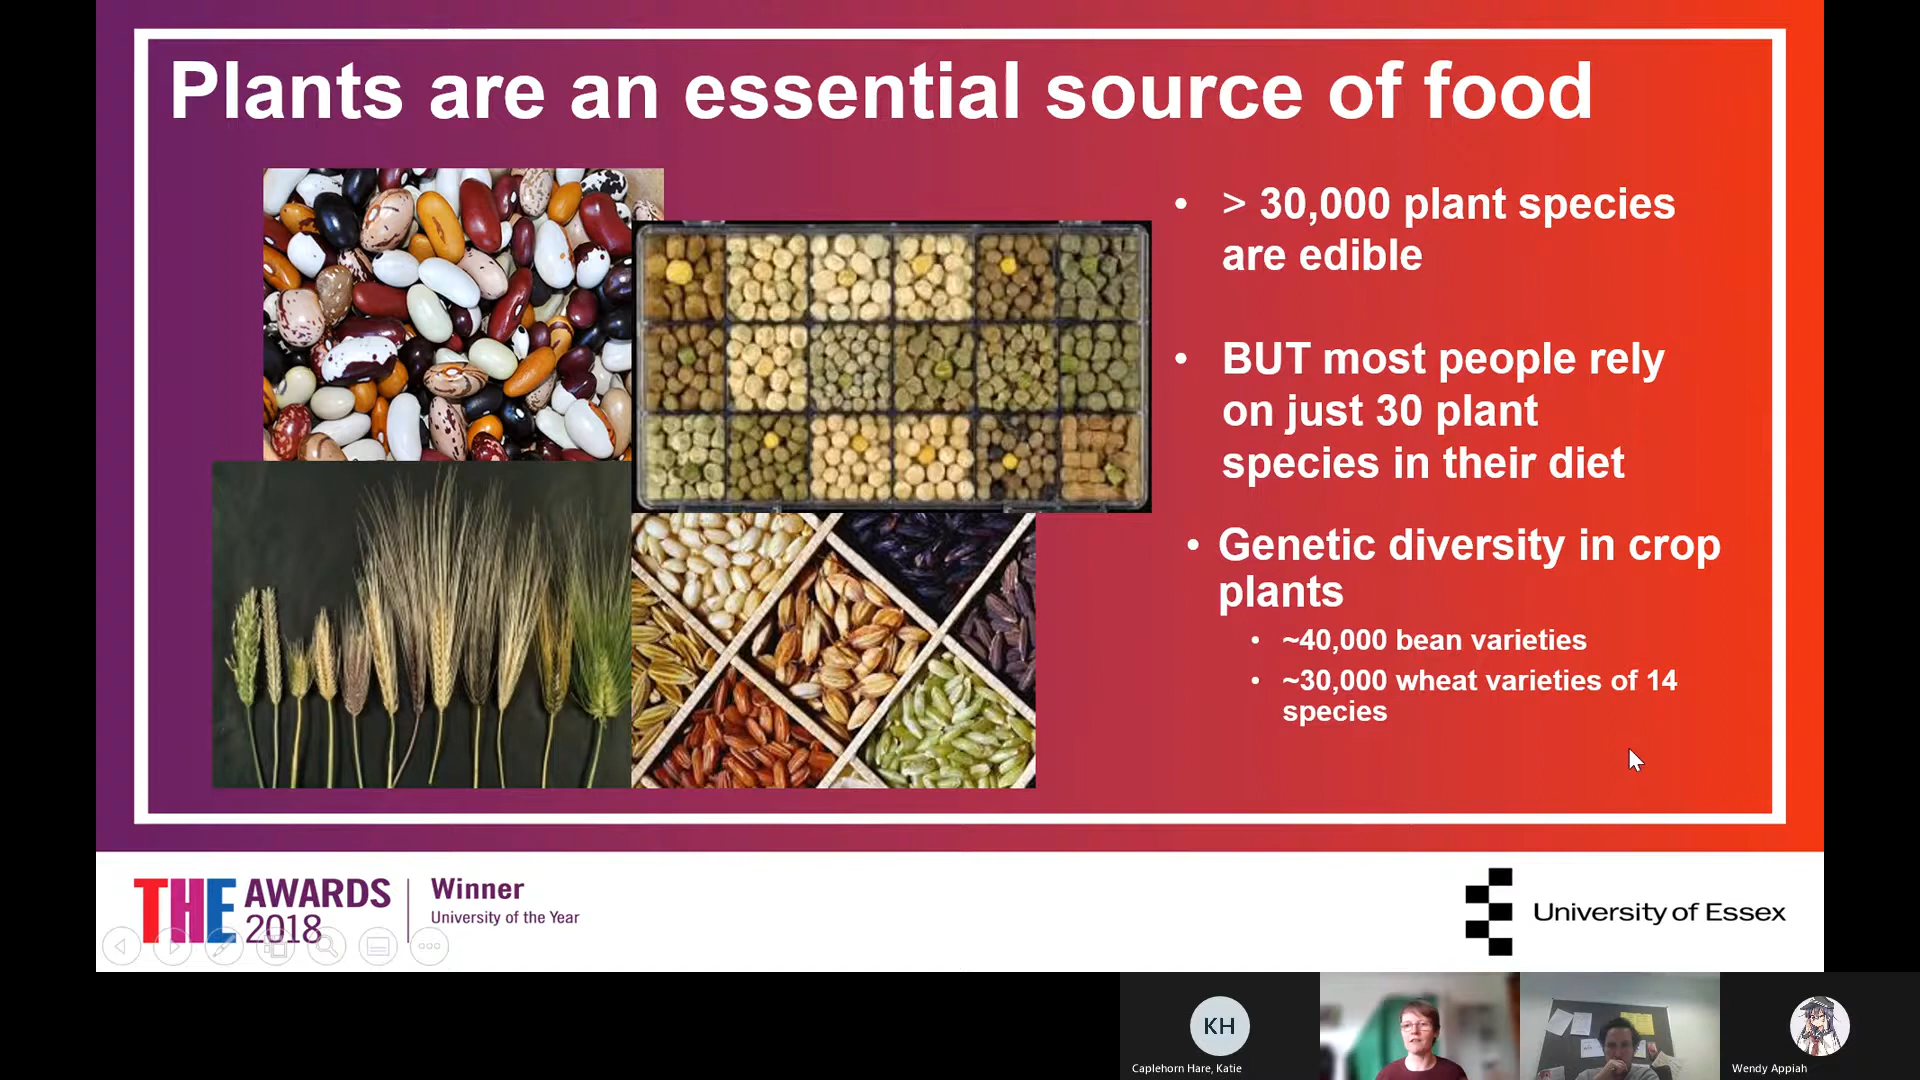 Plants are an essential source of food
• > 30,000 plant species
are edible
• BUT most people rely
on just 30 plant
species in their diet
• Genetic diversity in crop
plants
• ~40,000 bean varieties
• ~30,000 wheat varieties of 14
species
THE AWARDS
2018
Winner
University of the Year
University of Essex
KH
Caplehorn Hare, Katie
Wendy Appiah